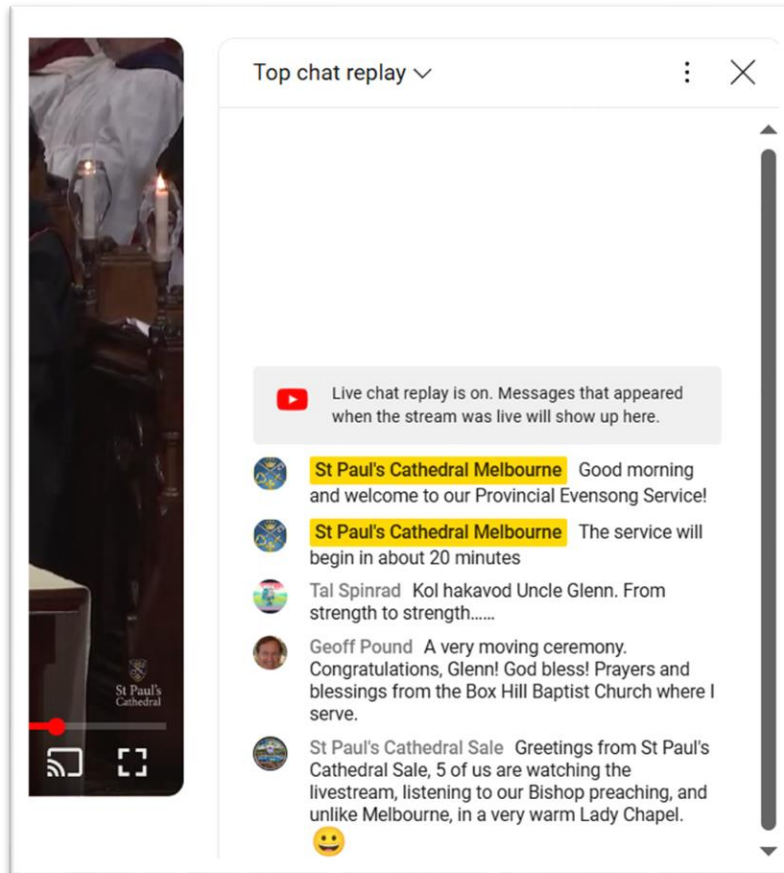 Top chat replay
Live chat replay is on. Messages that appeared
when the stream was live will show up here.
St Paul's Cathedral Melbourne Good morning
and welcome to our Provincial Evensong Service!
St Paul's Cathedral Melbourne The service will
begin in about 20 minutes
Tal Spinrad Kol hakavod Uncle Glenn. From
strength to strength......
Geoff Pound A very moving ceremony.
Congratulations, Glenn! God bless! Prayers and
blessings from the Box Hill Baptist Church where I
serve.
St Paul's Cathedral Sale Greetings from St Paul's
Cathedral Sale, 5 of us are watching the
livestream, listening to our Bishop preaching, and
unlike Melbourne, in a very warm Lady Chapel.
😀
St Paul's
Cathedral